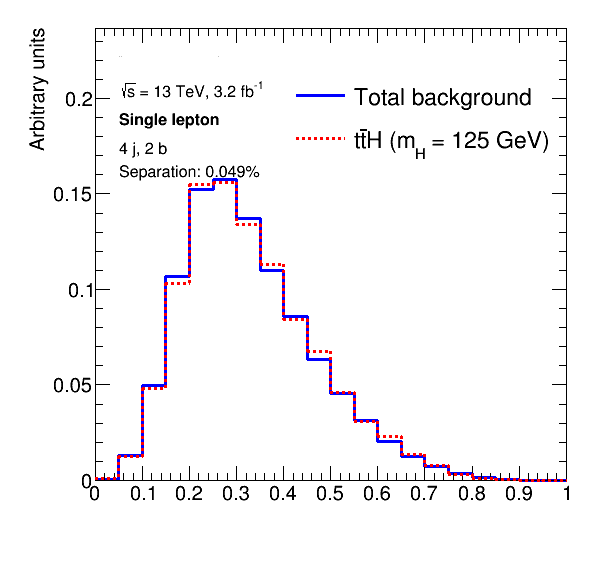 Arbitrary units
√s = 13 TeV, 3.2 fb⁻¹
Single lepton
4 j, 2 b
Separation: 0.049%
Total background
tt̄H (m_H = 125 GeV)
0.2
0.15
0.1
0.05
0
0 0.1 0.2 0.3 0.4 0.5 0.6 0.7 0.8 0.9 1